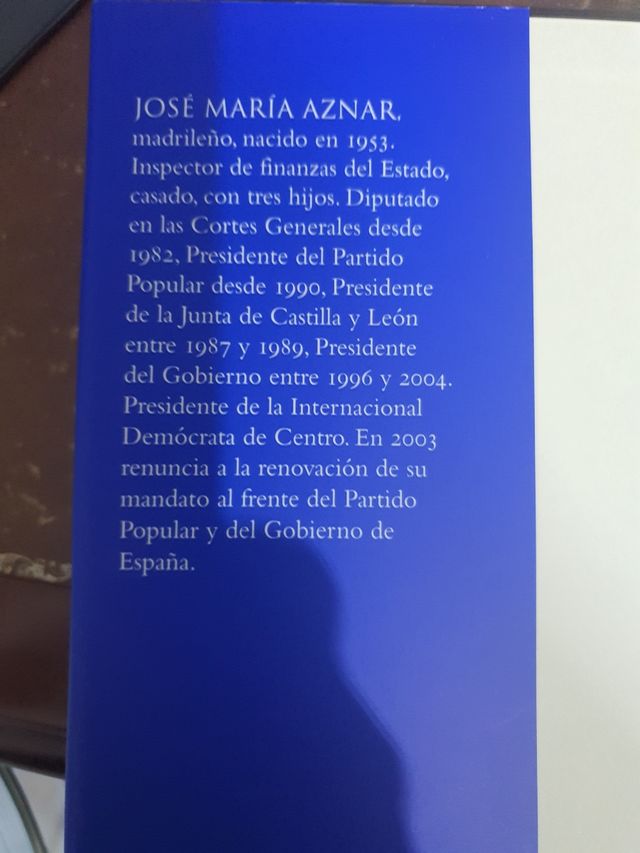 JOSÉ MARÍA AZNAR,
madrileño, nacido en 1953.
Inspector de finanzas del Estado,
casado, con tres hijos. Diputado
en las Cortes Generales desde
1982, Presidente del Partido
Popular desde 1990, Presidente
de la Junta de Castilla y León
entre 1987 y 1989, Presidente
del Gobierno entre 1996 y 2004.
Presidente de la Internacional
Demócrata de Centro. En 2003
renuncia a la renovación de su
mandato al frente del Partido
Popular y del Gobierno de
España.